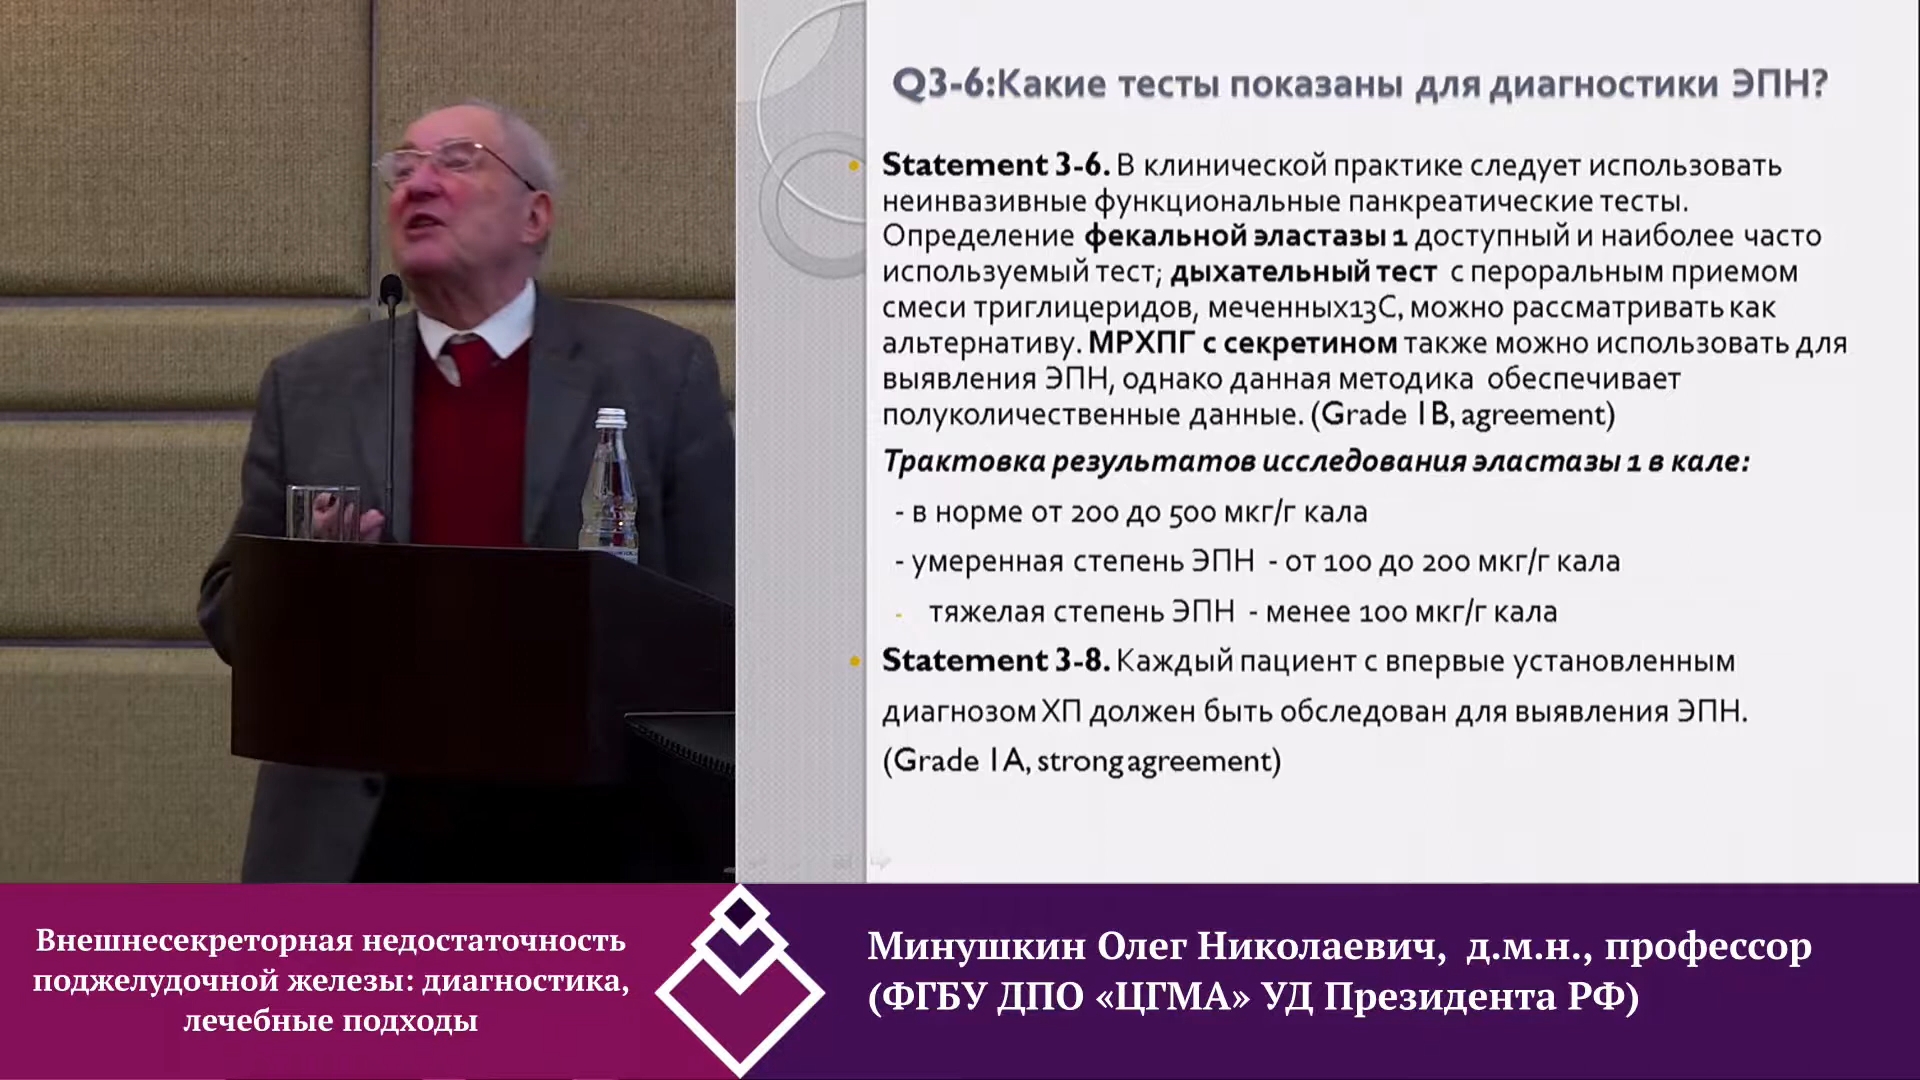 Q3-6:Какие тесты показаны для диагностики ЭПН?
Statement 3-6. В клинической практике следует использовать
неинвазивные функциональные панкреатические тесты.
Определение фекальной эластазы 1 доступный и наиболее часто
используемый тест; дыхательный тест с пероральным приемом
смеси триглицеридов, меченных13С, можно рассматривать как
альтернативу. МРХПГ с секретином также можно использовать для
выявления ЭПН, однако данная методика обеспечивает
полуколичественные данные. (Grade 1B, agreement)
Трактовка результатов исследования эластазы 1 в кале:
- в норме от 200 до 500 мкг/г кала
- умеренная степень ЭПН - от 100 до 200 мкг/г кала
- тяжелая степень ЭПН - менее 100 мкг/г кала
Statement 3-8. Каждый пациент с впервые установленным
диагнозом ХП должен быть обследован для выявления ЭПН.
(Grade 1A, strong agreement)
Внешнесекреторная недостаточность
поджелудочной железы: диагностика,
лечебные подходы
Минушкин Олег Николаевич, д.м.н., профессор
(ФГБУ ДПО «ЦГМА» УД Президента РФ)